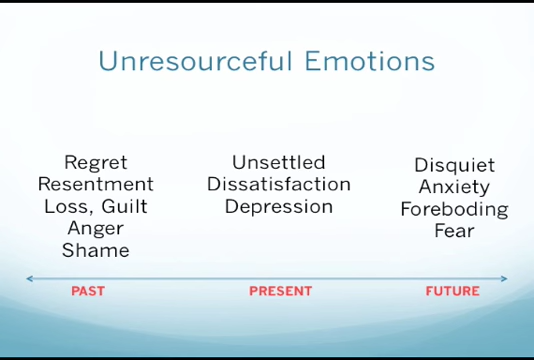 Unresourceful Emotions
Regret
Resentment
Loss, Guilt
Anger
Shame
Unsettled
Dissatisfaction
Depression
Disquiet
Anxiety
Foreboding
Fear
PAST
PRESENT
FUTURE